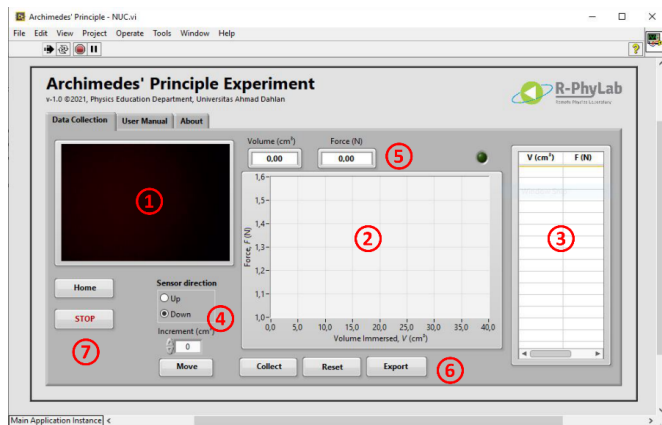 Archimedes' Principle - NUC.vi
File Edit View Project Operate Tools Window Help
Archimedes' Principle Experiment
v-1.0 ©2021, Physics Education Department, Universitas Ahmad Dahlan
R-PhyLab
Data Collection User Manual About
Volume (cm³) Force (N)
0,00 0,00
5
V (cm³) F (N)
1
2
3
Force, F (N)
1,6
1,5
1,4
1,3
1,2
1,1
1,0
0,0 5,0 10,0 15,0 20,0 25,0 30,0 35,0 40,0
Volume Immersed, V (cm³)
Home
STOP
7
Sensor direction
Up
Down
4
Increment (cm³)
0
Move
Collect Reset Export
6
Main Application Instance